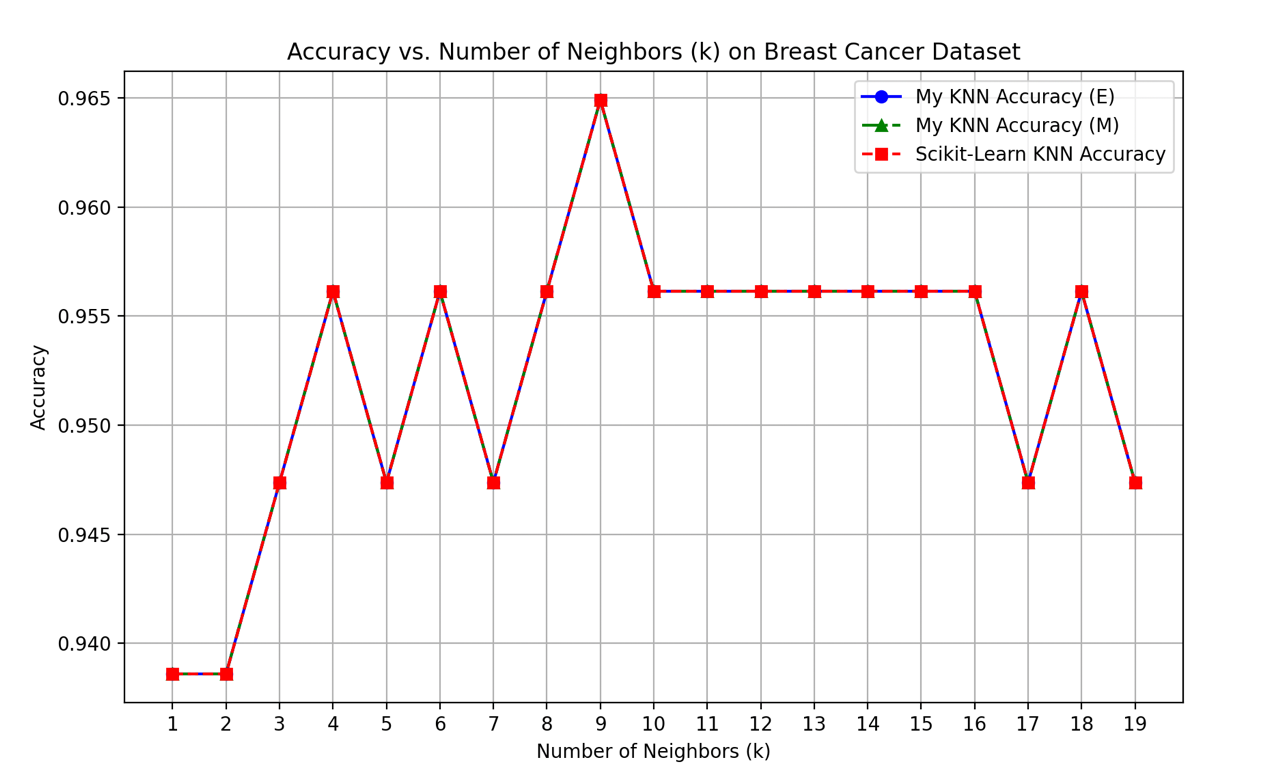 Accuracy vs. Number of Neighbors (k) on Breast Cancer Dataset
My KNN Accuracy (E)
My KNN Accuracy (M)
Scikit-Learn KNN Accuracy
Accuracy
0.965
0.960
0.955
0.950
0.945
0.940
1 2 3 4 5 6 7 8 9 10 11 12 13 14 15 16 17 18 19
Number of Neighbors (k)